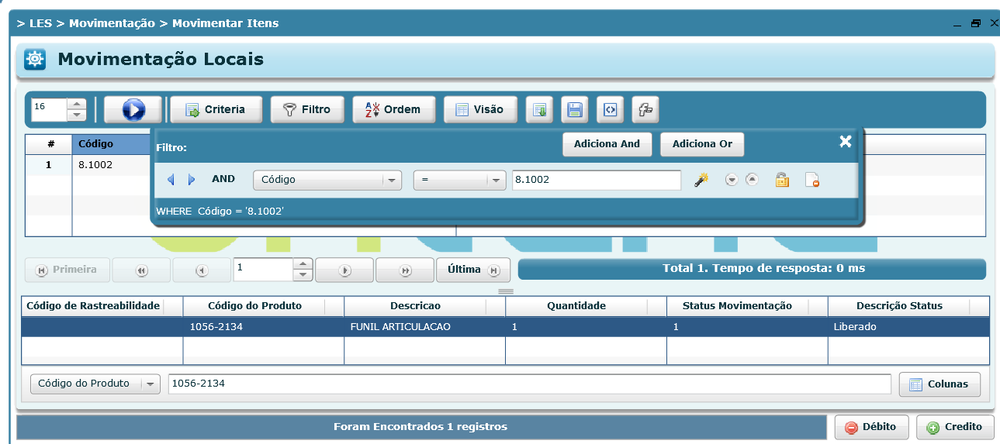 > LES > Movimentação > Movimentar Itens
Movimentação Locais
16
Criteria
Filtro
Ordem
Visão
# Código
1 8.1002
Filtro:
Adiciona And
Adiciona Or
AND Código = 8.1002
WHERE Código = '8.1002'
Primeira
1
Última
Total 1. Tempo de resposta: 0 ms
Código de Rastreabilidade Código do Produto Descricao Quantidade Status Movimentação Descrição Status
1056-2134 FUNIL ARTICULACAO 1 1 Liberado
Código do Produto 1056-2134 Colunas
Foram Encontrados 1 registros
Débito
Credito